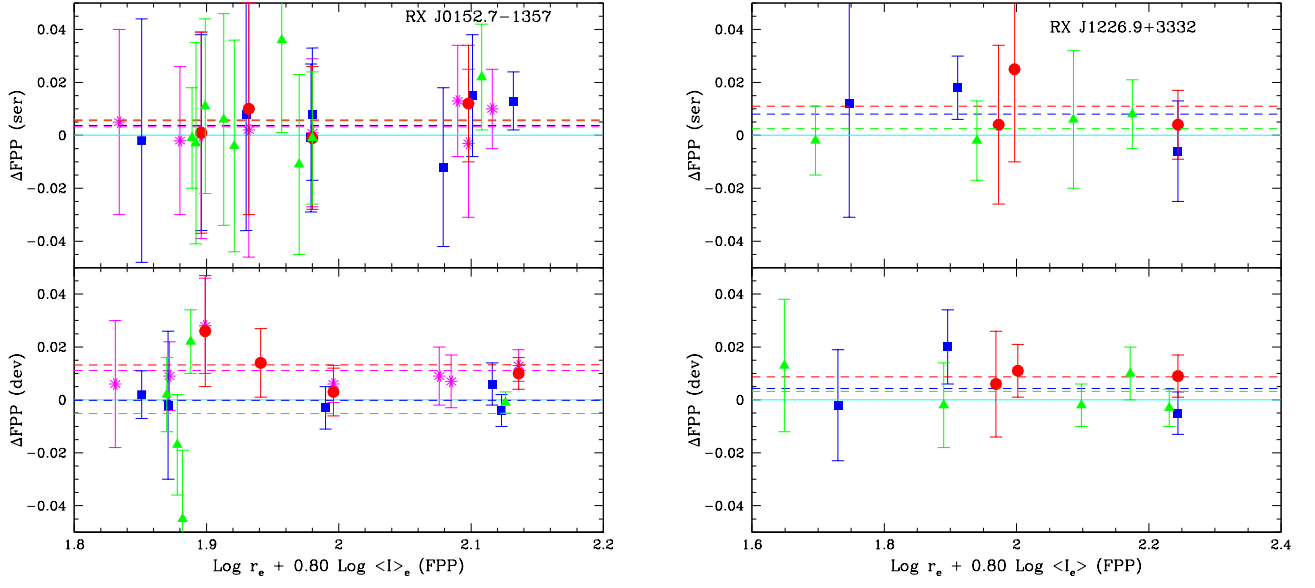 RX J0152.7−1357
ΔFPP (ser)
0.04
0.02
0
−0.02
−0.04
ΔFPP (dev)
0.04
0.02
0
−0.02
−0.04
1.8 1.9 2 2.1 2.2
Log r_e + 0.80 Log <I>_e (FPP)
RX J1226.9+3332
ΔFPP (ser)
0.04
0.02
0
−0.02
−0.04
ΔFPP (dev)
0.04
0.02
0
−0.02
−0.04
1.6 1.8 2 2.2 2.4
Log r_e + 0.80 Log <I_e> (FPP)